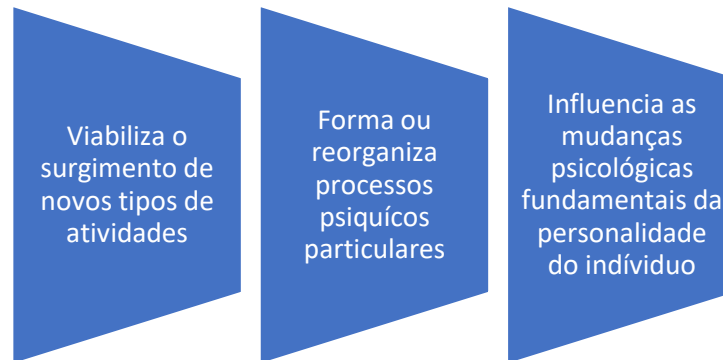 Viabiliza o
surgimento de
novos tipos de
atividades
Forma ou
reorganiza
processos
psiquícos
particulares
Influencia as
mudanças
psicológicas
fundamentais da
personalidade
do indíviduo